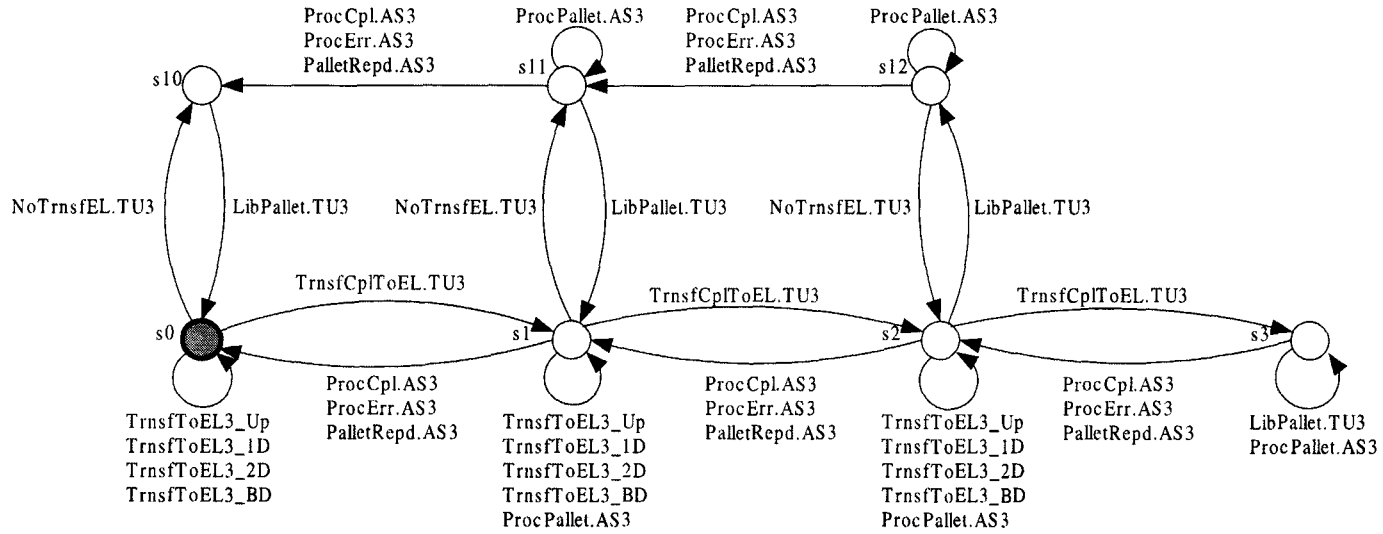 ProcCpl.AS3
ProcErr.AS3
PalletRepd.AS3
ProcPallet.AS3
ProcCpl.AS3
ProcErr.AS3
PalletRepd.AS3
ProcPallet.AS3
s10
s11
s12
NoTrnsfEL.TU3
LibPallet.TU3
NoTrnsfEL.TU3
LibPallet.TU3
NoTrnsfEL.TU3
LibPallet.TU3
TrnsfCplToEL.TU3
TrnsfCplToEL.TU3
TrnsfCplToEL.TU3
s0
s1
s2
s3
ProcCpl.AS3
ProcErr.AS3
PalletRepd.AS3
ProcCpl.AS3
ProcErr.AS3
PalletRepd.AS3
ProcCpl.AS3
ProcErr.AS3
PalletRepd.AS3
TrnsfToEL3_Up
TrnsfToEL3_1D
TrnsfToEL3_2D
TrnsfToEL3_BD
TrnsfToEL3_Up
TrnsfToEL3_1D
TrnsfToEL3_2D
TrnsfToEL3_BD
ProcPallet.AS3
TrnsfToEL3_Up
TrnsfToEL3_1D
TrnsfToEL3_2D
TrnsfToEL3_BD
ProcPallet.AS3
LibPallet.TU3
ProcPallet.AS3